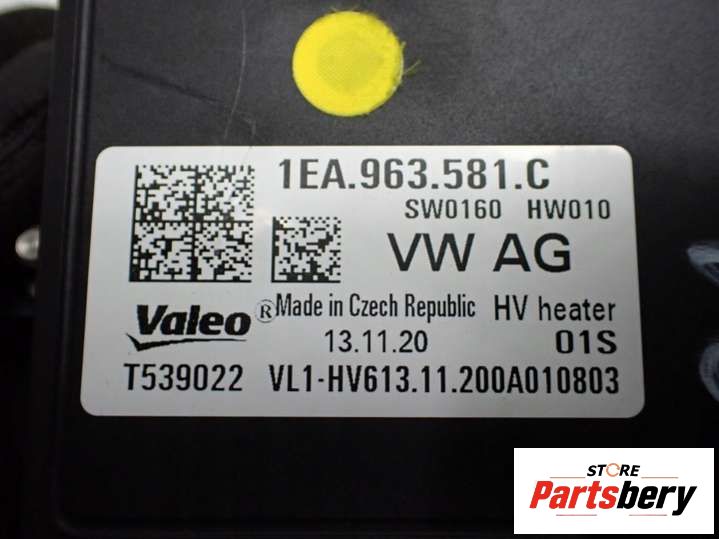 1EA.963.581.C
SW0160 HW010
VW AG
Valeo® Made in Czech Republic HV heater
13.11.20 01S
T539022 VL1-HV613.11.200A010803
STORE
Partsbery